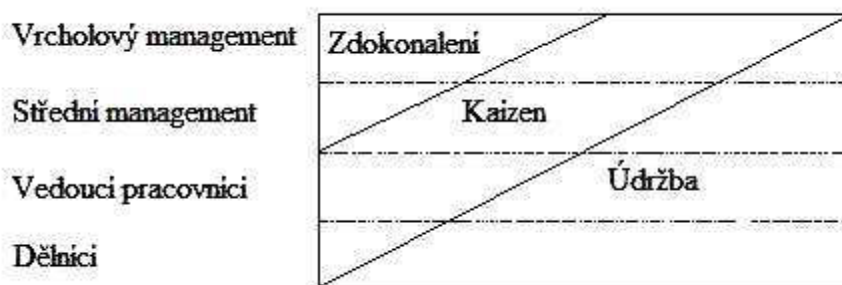 Vrcholový management
Zdokonalení
Střední management
Kaizen
Vedoucí pracovníci
Údržba
Dělníci